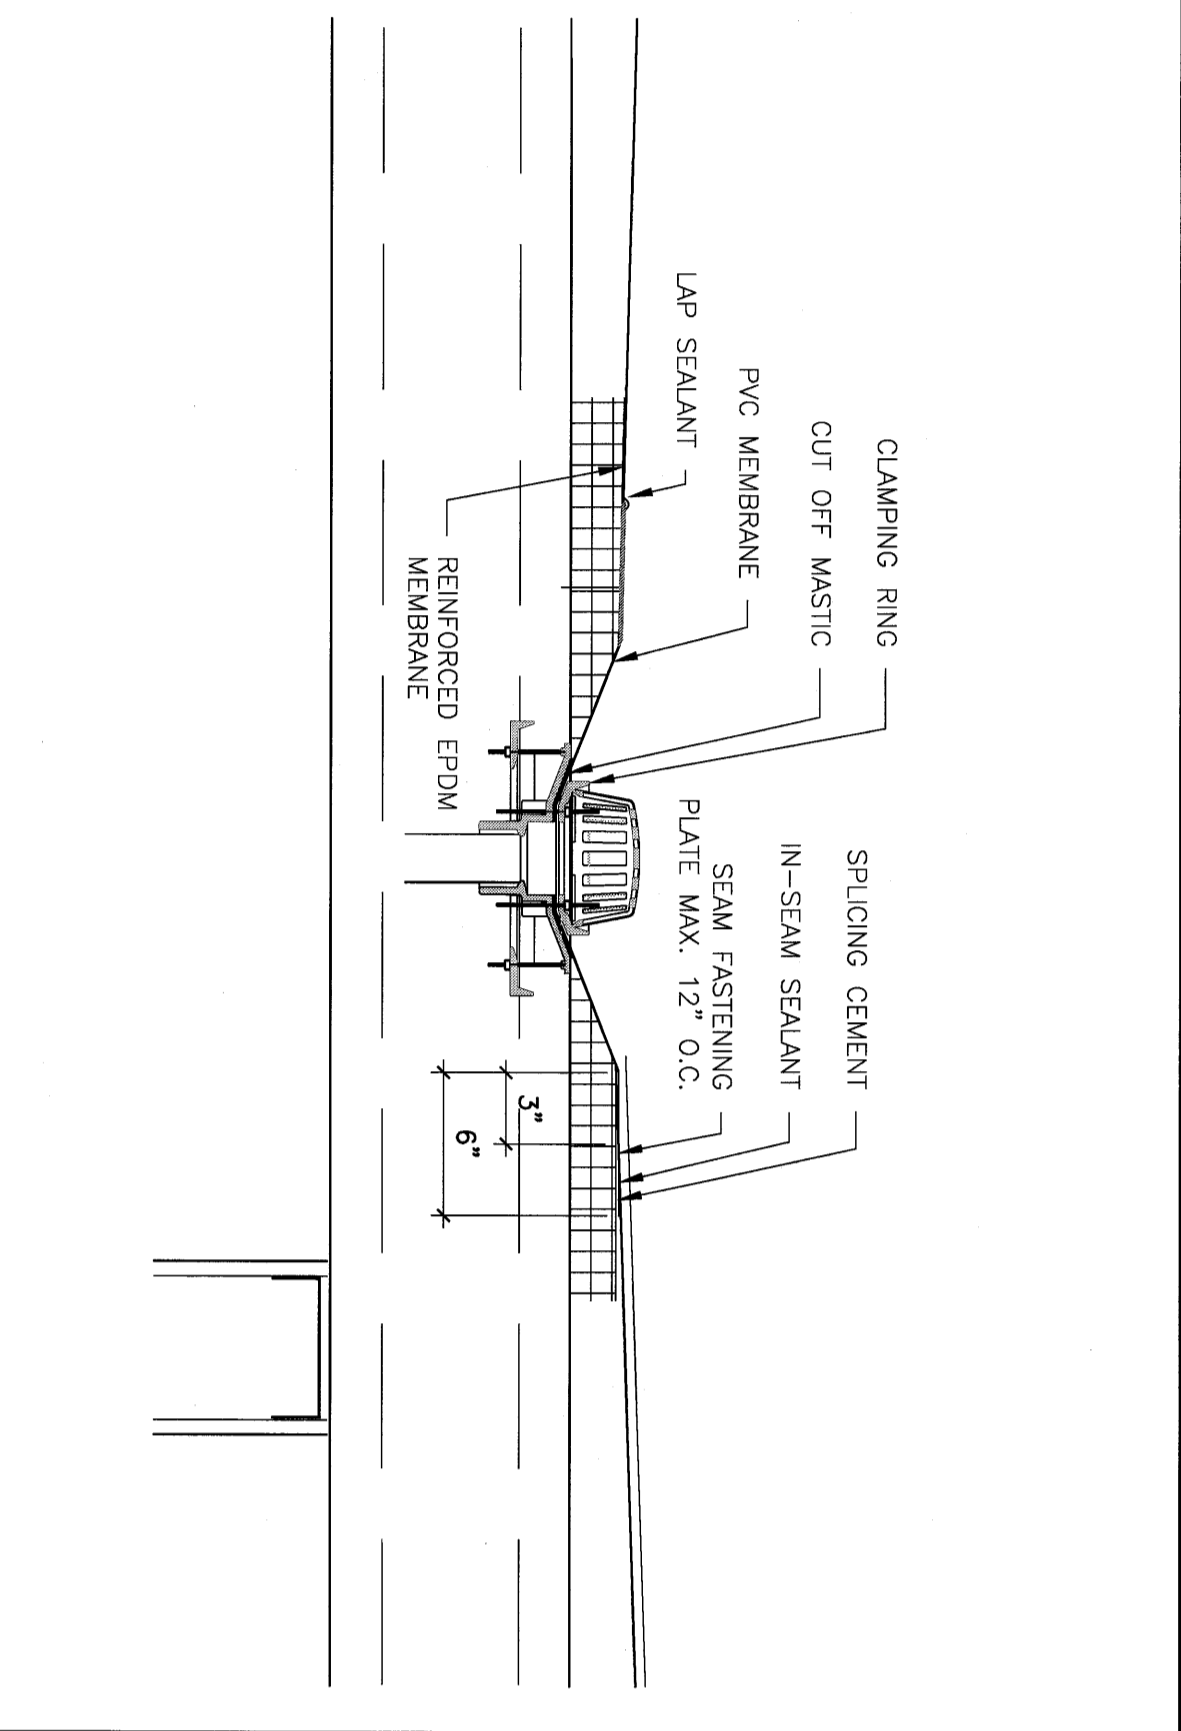 CLAMPING RING
CUT OFF MASTIC
PVC MEMBRANE
LAP SEALANT
REINFORCED EPDM
MEMBRANE
SPLICING CEMENT
IN-SEAM SEALANT
SEAM FASTENING
PLATE MAX. 12" O.C.
3"
6"